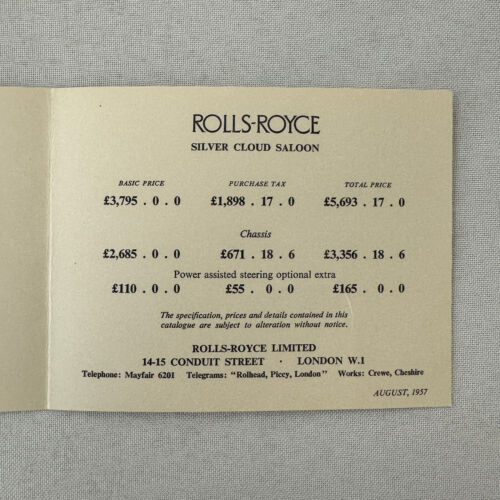 ROLLS-ROYCE
SILVER CLOUD SALOON
BASIC PRICE PURCHASE TAX TOTAL PRICE
£3,795 . 0 . 0 £1,898 . 17 . 0 £5,693 . 17 . 0
Chassis
£2,685 . 0 . 0 £671 . 18 . 6 £3,356 . 18 . 6
Power assisted steering optional extra
£110 . 0 . 0 £55 . 0 . 0 £165 . 0 . 0
The specification, prices and details contained in this
catalogue are subject to alteration without notice.
ROLLS-ROYCE LIMITED
14-15 CONDUIT STREET · LONDON W.1
Telephone: Mayfair 6201 Telegrams: "Rolhead, Piccy, London" Works: Crewe, Cheshire
AUGUST, 1957